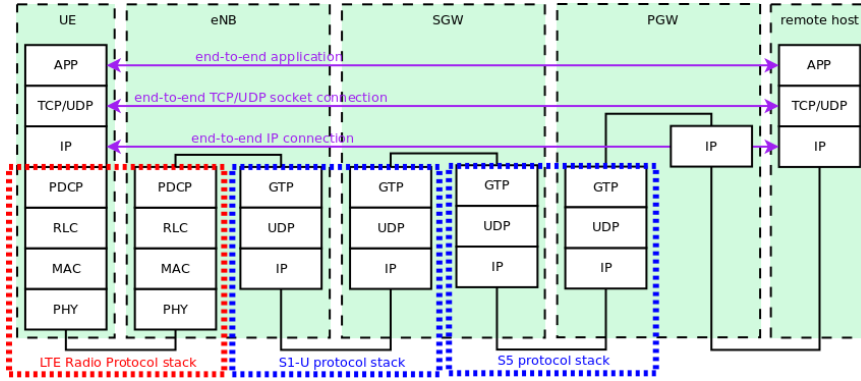 UE
eNB
SGW
PGW
remote host
APP
end-to-end application
APP
TCP/UDP
end-to-end TCP/UDP socket connection
TCP/UDP
IP
end-to-end IP connection
IP
IP
PDCP
PDCP
GTP
GTP
GTP
GTP
RLC
RLC
UDP
UDP
UDP
UDP
MAC
MAC
IP
IP
IP
IP
PHY
PHY
LTE Radio Protocol stack
S1-U protocol stack
S5 protocol stack